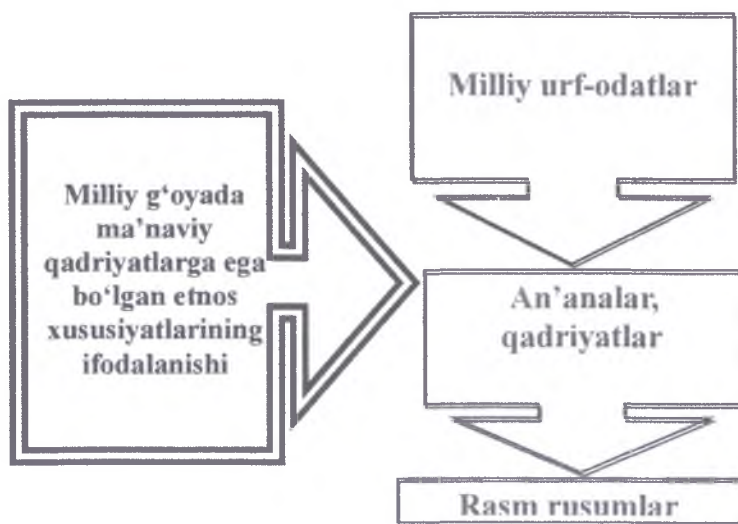 Milliy g‘oyada
ma’naviy
qadriyatlarga ega
bo‘lgan etnos
xususiyatlarining
ifodalanishi
Milliy urf-odatlar
An’analar,
qadriyatlar
Rasm rusumlar